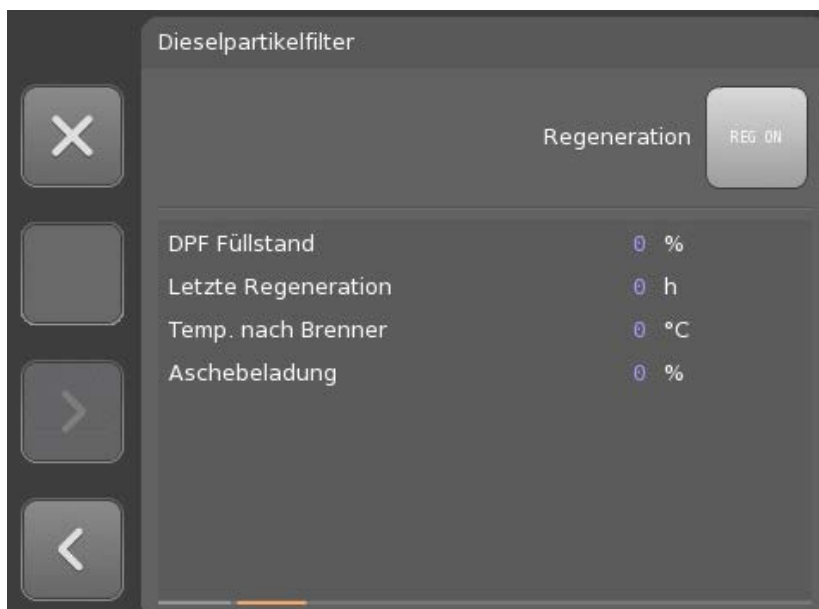 Dieselpartikelfilter
Regeneration REG ON
DPF Füllstand 0 %
Letzte Regeneration 0 h
Temp. nach Brenner 0 °C
Aschebeladung 0 %